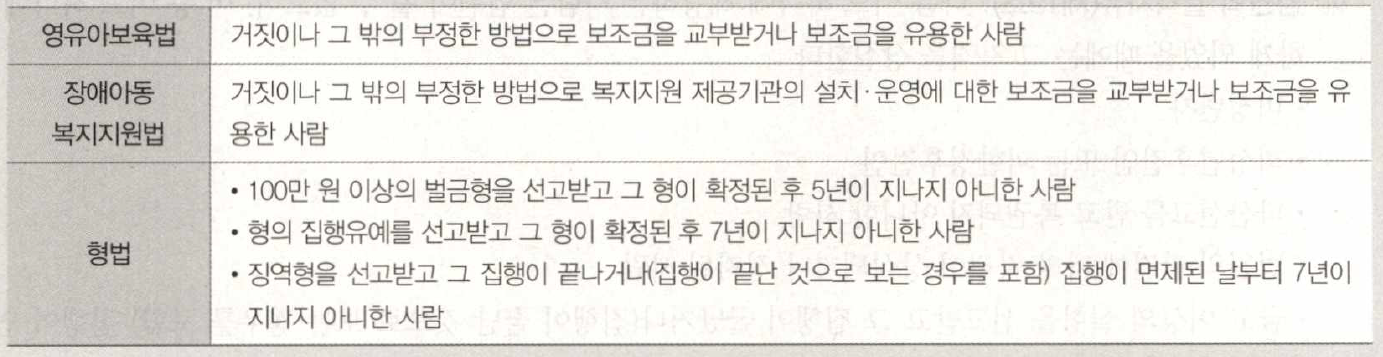 영유아보육법
거짓이나 그 밖의 부정한 방법으로 보조금을 교부받거나 보조금을 유용한 사람
장애아동
복지지원법
거짓이나 그 밖의 부정한 방법으로 복지지원 제공기관의 설치·운영에 대한 보조금을 교부받거나 보조금을 유
용한 사람
형법
• 100만 원 이상의 벌금형을 선고받고 그 형이 확정된 후 5년이 지나지 아니한 사람
• 형의 집행유예를 선고받고 그 형이 확정된 후 7년이 지나지 아니한 사람
• 징역형을 선고받고 그 집행이 끝나거나(집행이 끝난 것으로 보는 경우를 포함) 집행이 면제된 날부터 7년이
지나지 아니한 사람